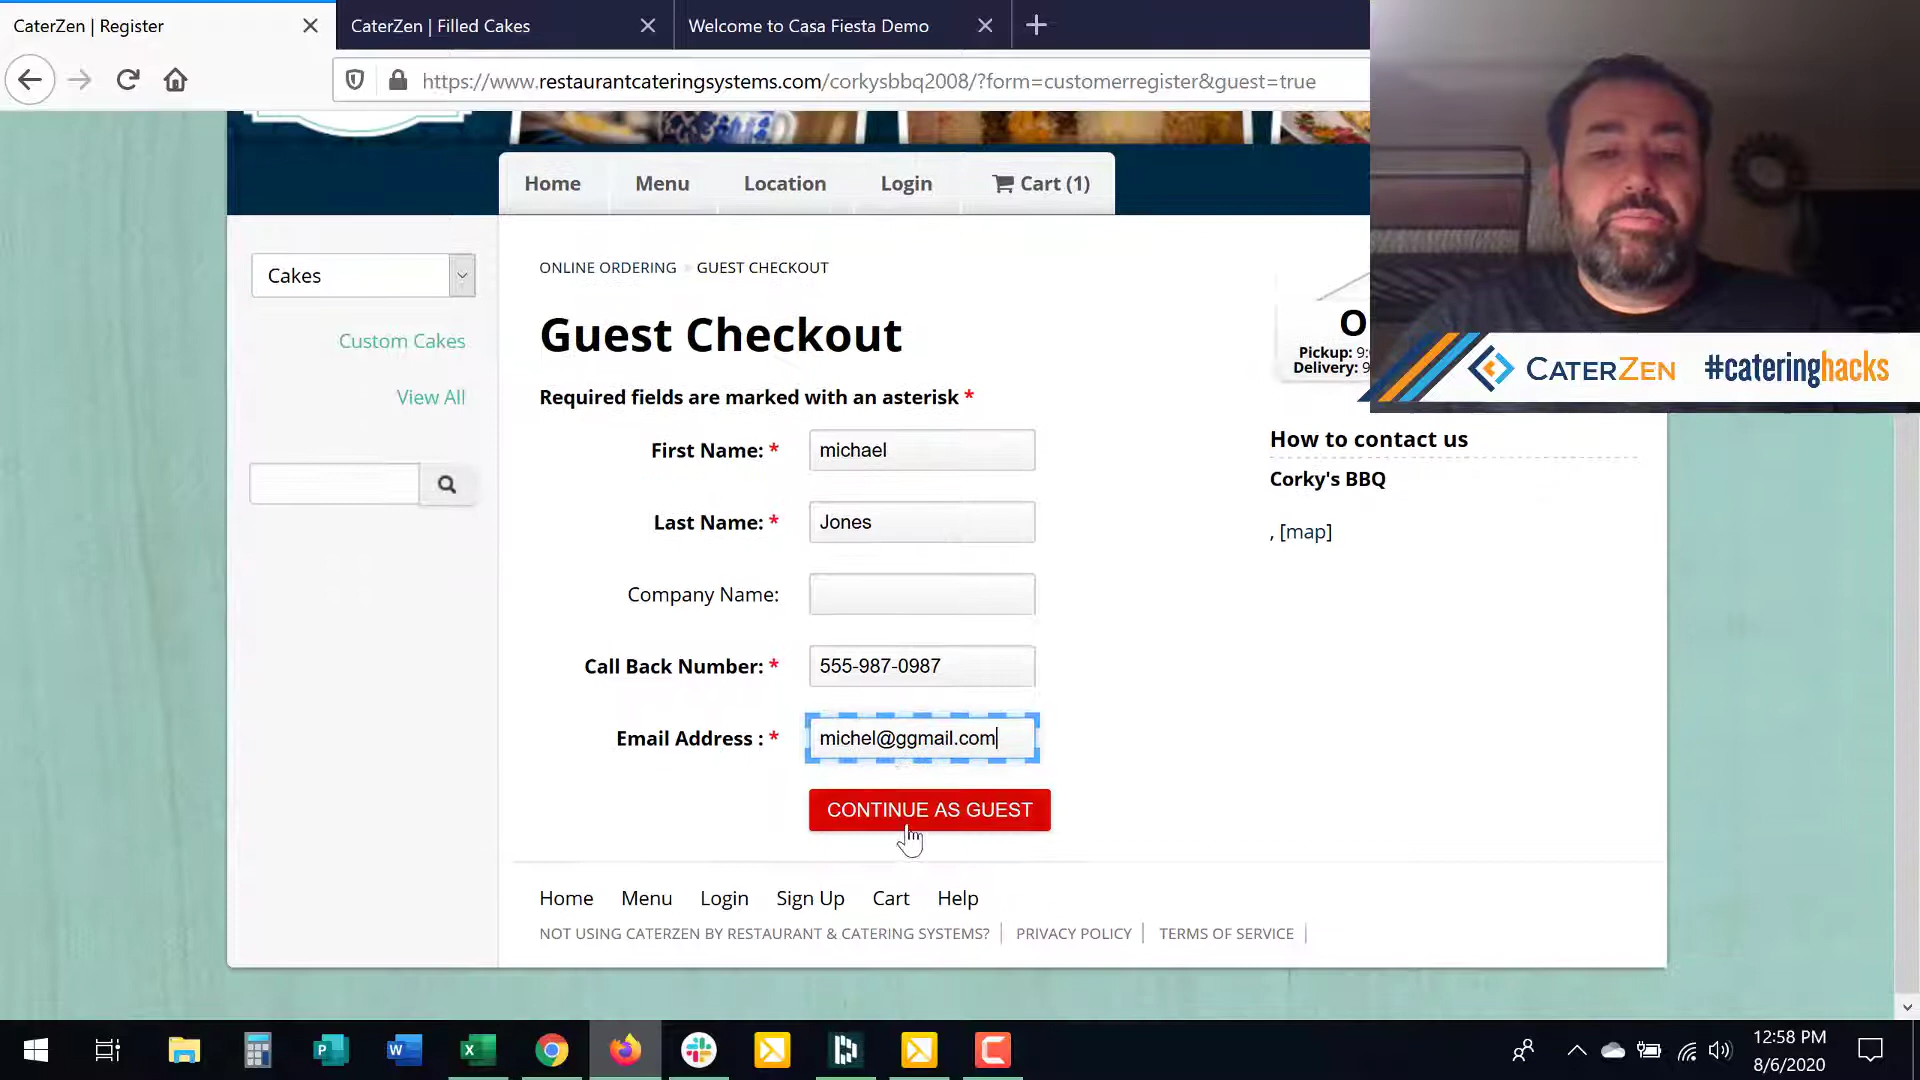 CaterZen | Register
CaterZen | Filled Cakes
Welcome to Casa Fiesta Demo
https://www.restaurantcateringsystems.com/corkysbbq2008/?form=customerregister&guest=true
Home
Menu
Location
Login
Cart (1)
Cakes
Custom Cakes
View All
ONLINE ORDERING
GUEST CHECKOUT
Guest Checkout
Required fields are marked with an asterisk *
First Name: * michael
Last Name: * Jones
Company Name:
Call Back Number: * 555-987-0987
Email Address : * michel@ggmail.com
CONTINUE AS GUEST
Pickup: 9:
Delivery: 9
CATERZEN
#cateringhacks
How to contact us
Corky's BBQ
, [map]
Home Menu Login Sign Up Cart Help
NOT USING CATERZEN BY RESTAURANT & CATERING SYSTEMS? | PRIVACY POLICY | TERMS OF SERVICE |
12:58 PM
8/6/2020